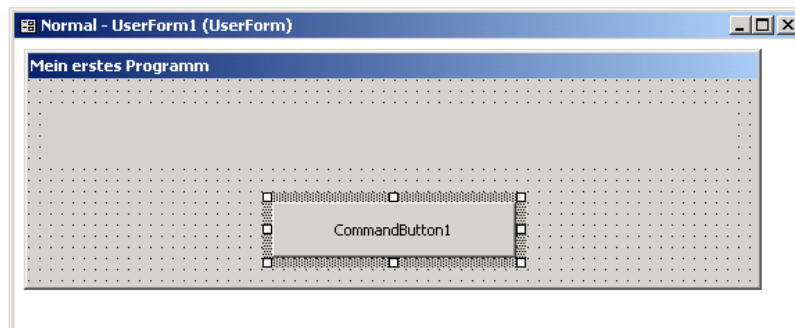 Normal - UserForm1 (UserForm)
Mein erstes Programm
CommandButton1